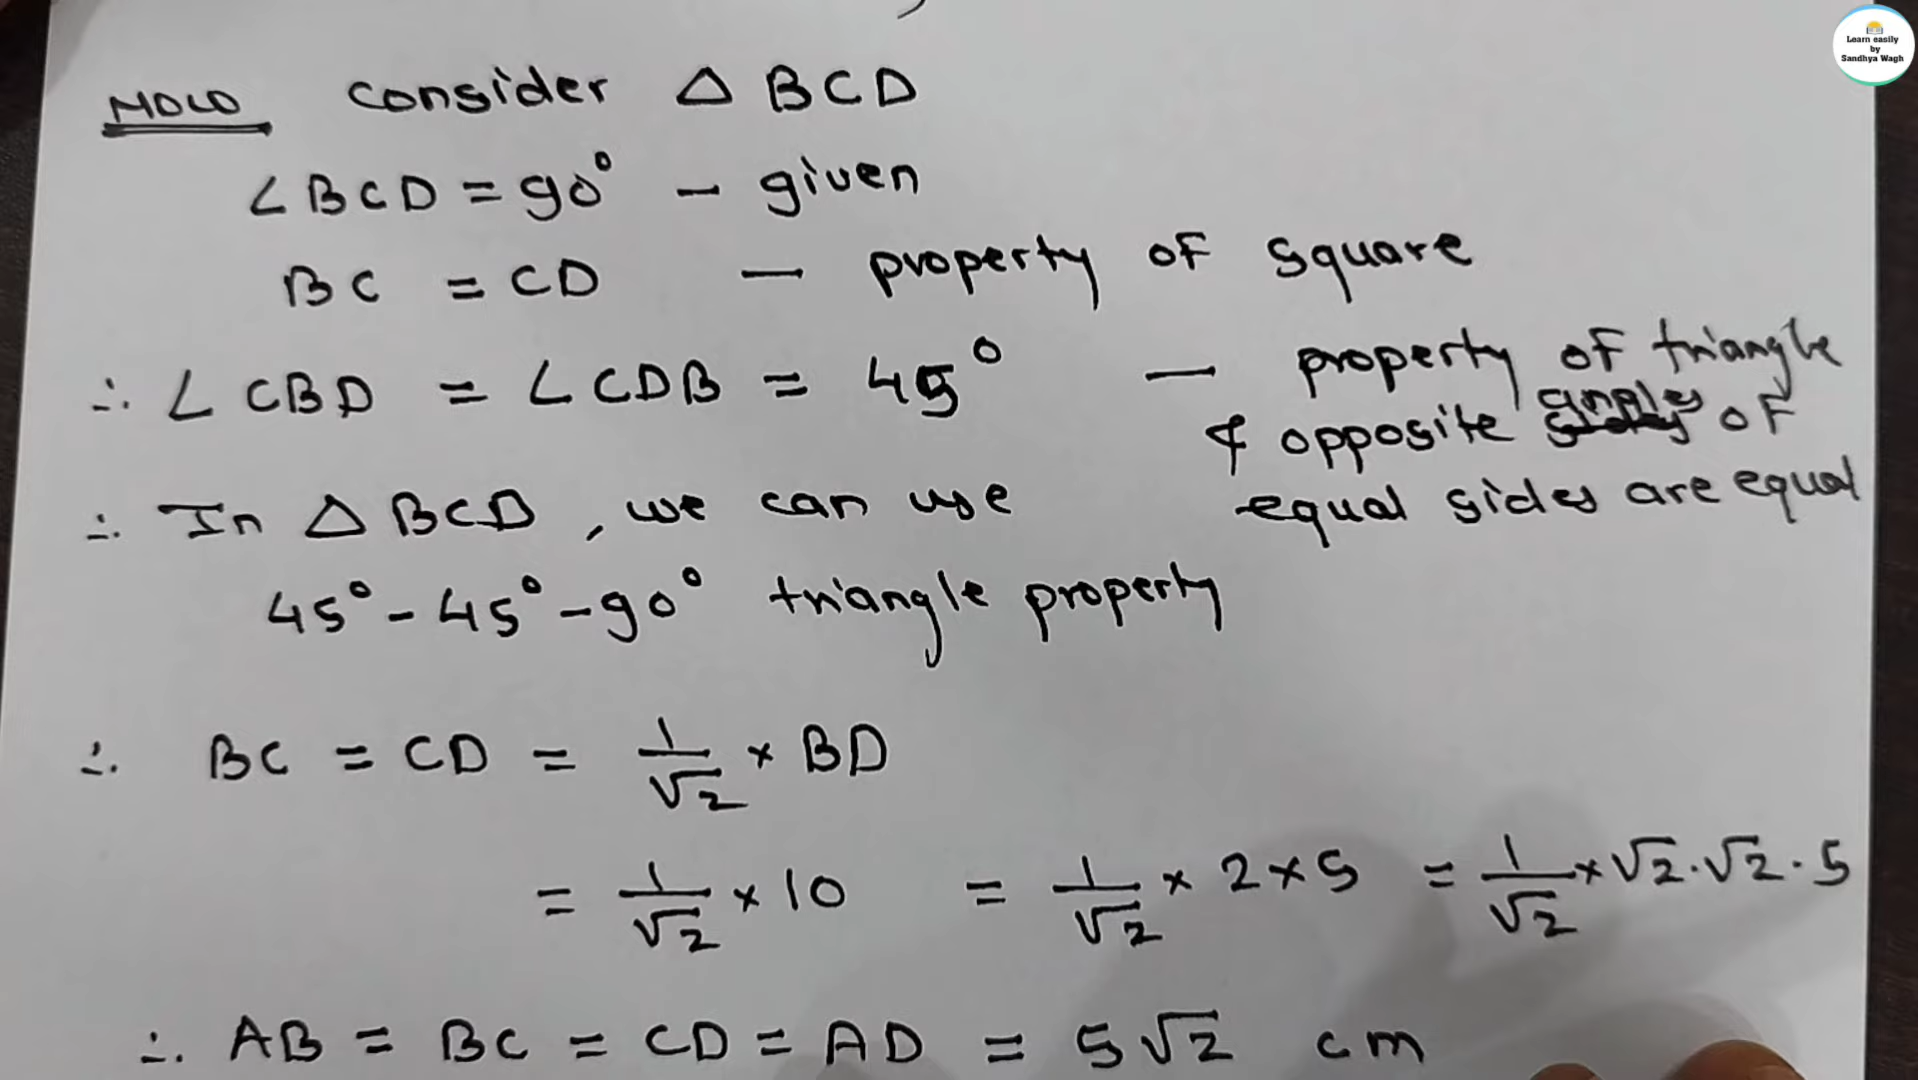 Learn easily
by
Sandhya Wagh
Now consider △ BCD
∠BCD = 90° – given
BC = CD — property of square
∴ ∠CBD = ∠CDB = 45° — property of triangle
& opposite angles of
equal sides are equal
∴ In △ BCD, we can use
45° – 45° – 90° triangle property
∴ BC = CD = 1/√2 × BD
= 1/√2 × 10 = 1/√2 × 2×5 = 1/√2 × √2·√2·5
∴ AB = BC = CD = AD = 5√2 cm